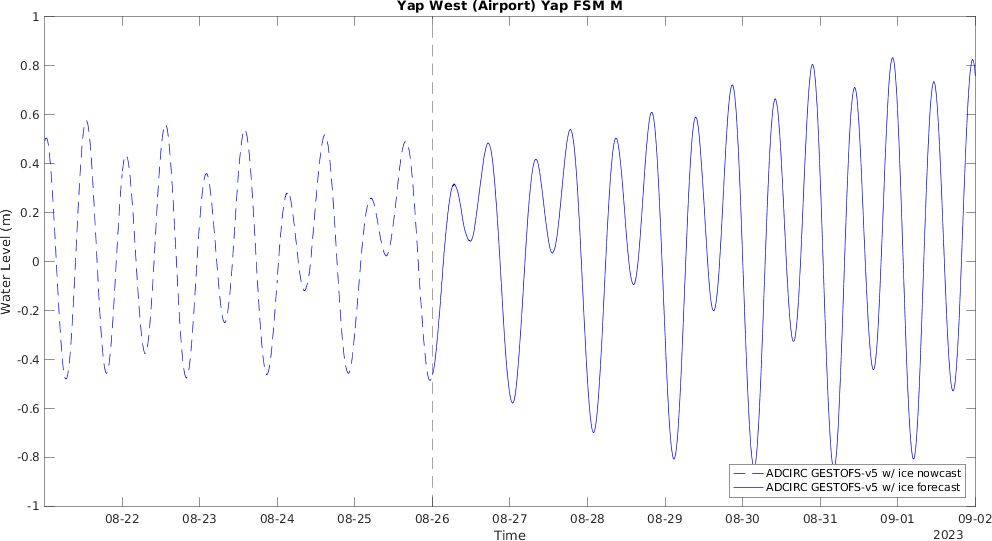 Yap West (Airport) Yap FSM M
Water Level (m)
1
0.8
0.6
0.4
0.2
0
-0.2
-0.4
-0.6
-0.8
-1
ADCIRC GESTOFS-v5 w/ ice nowcast
ADCIRC GESTOFS-v5 w/ ice forecast
08-22 08-23 08-24 08-25 08-26 08-27 08-28 08-29 08-30 08-31 09-01 09-02
Time
2023